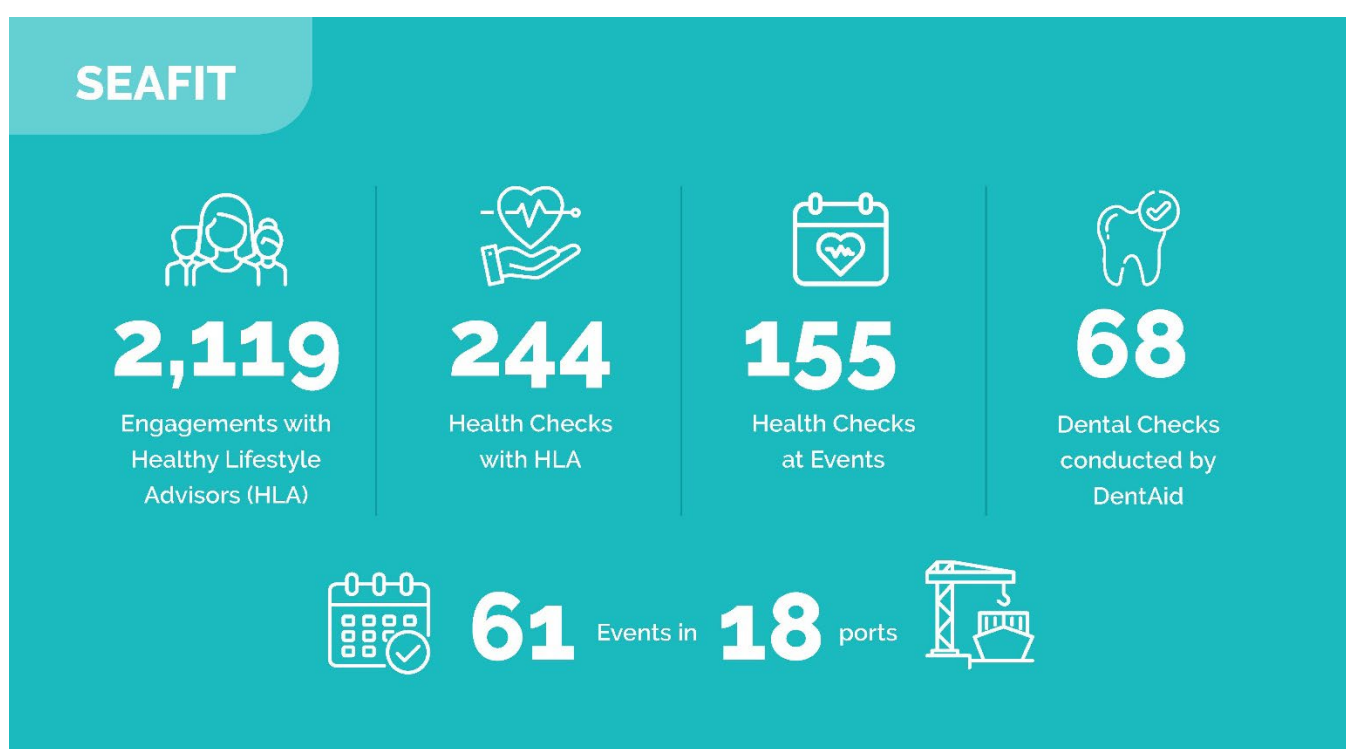 SEAFIT
2,119
Engagements with
Healthy Lifestyle
Advisors (HLA)
244
Health Checks
with HLA
155
Health Checks
at Events
68
Dental Checks
conducted by
DentAid
61 Events in 18 ports